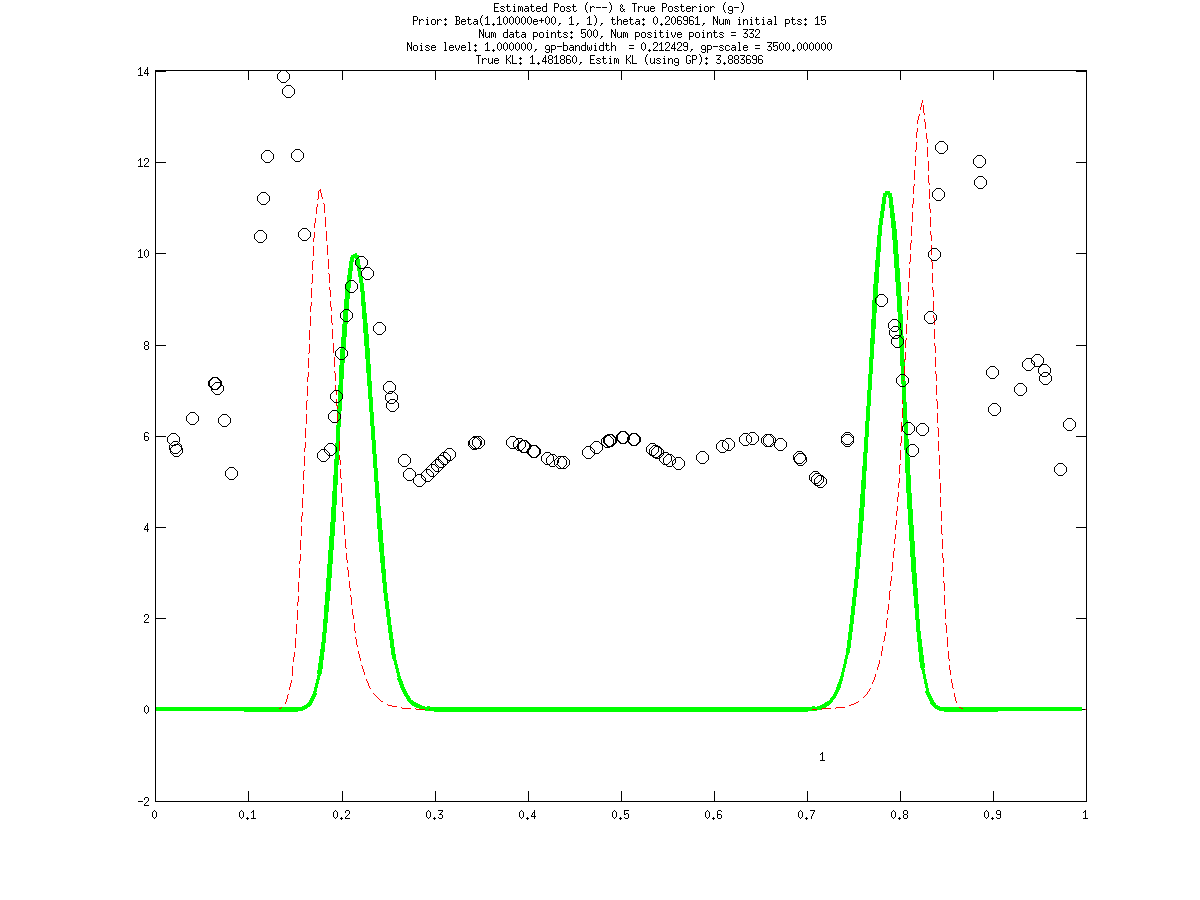 Estimated Post (r--) & True Posterior (g-)
Prior: Beta(1.100000e+00, 1, 1), theta: 0.206961, Num initial pts: 15
Num data points: 500, Num positive points = 332
Noise level: 1.000000, gp-bandwidth  = 0.212429, gp-scale = 3500.000000
True KL: 1.481860, Estim KL (using GP): 3.883696
14
12
10
8
6
4
2
0
1
-2
0 0.1 0.2 0.3 0.4 0.5 0.6 0.7 0.8 0.9 1